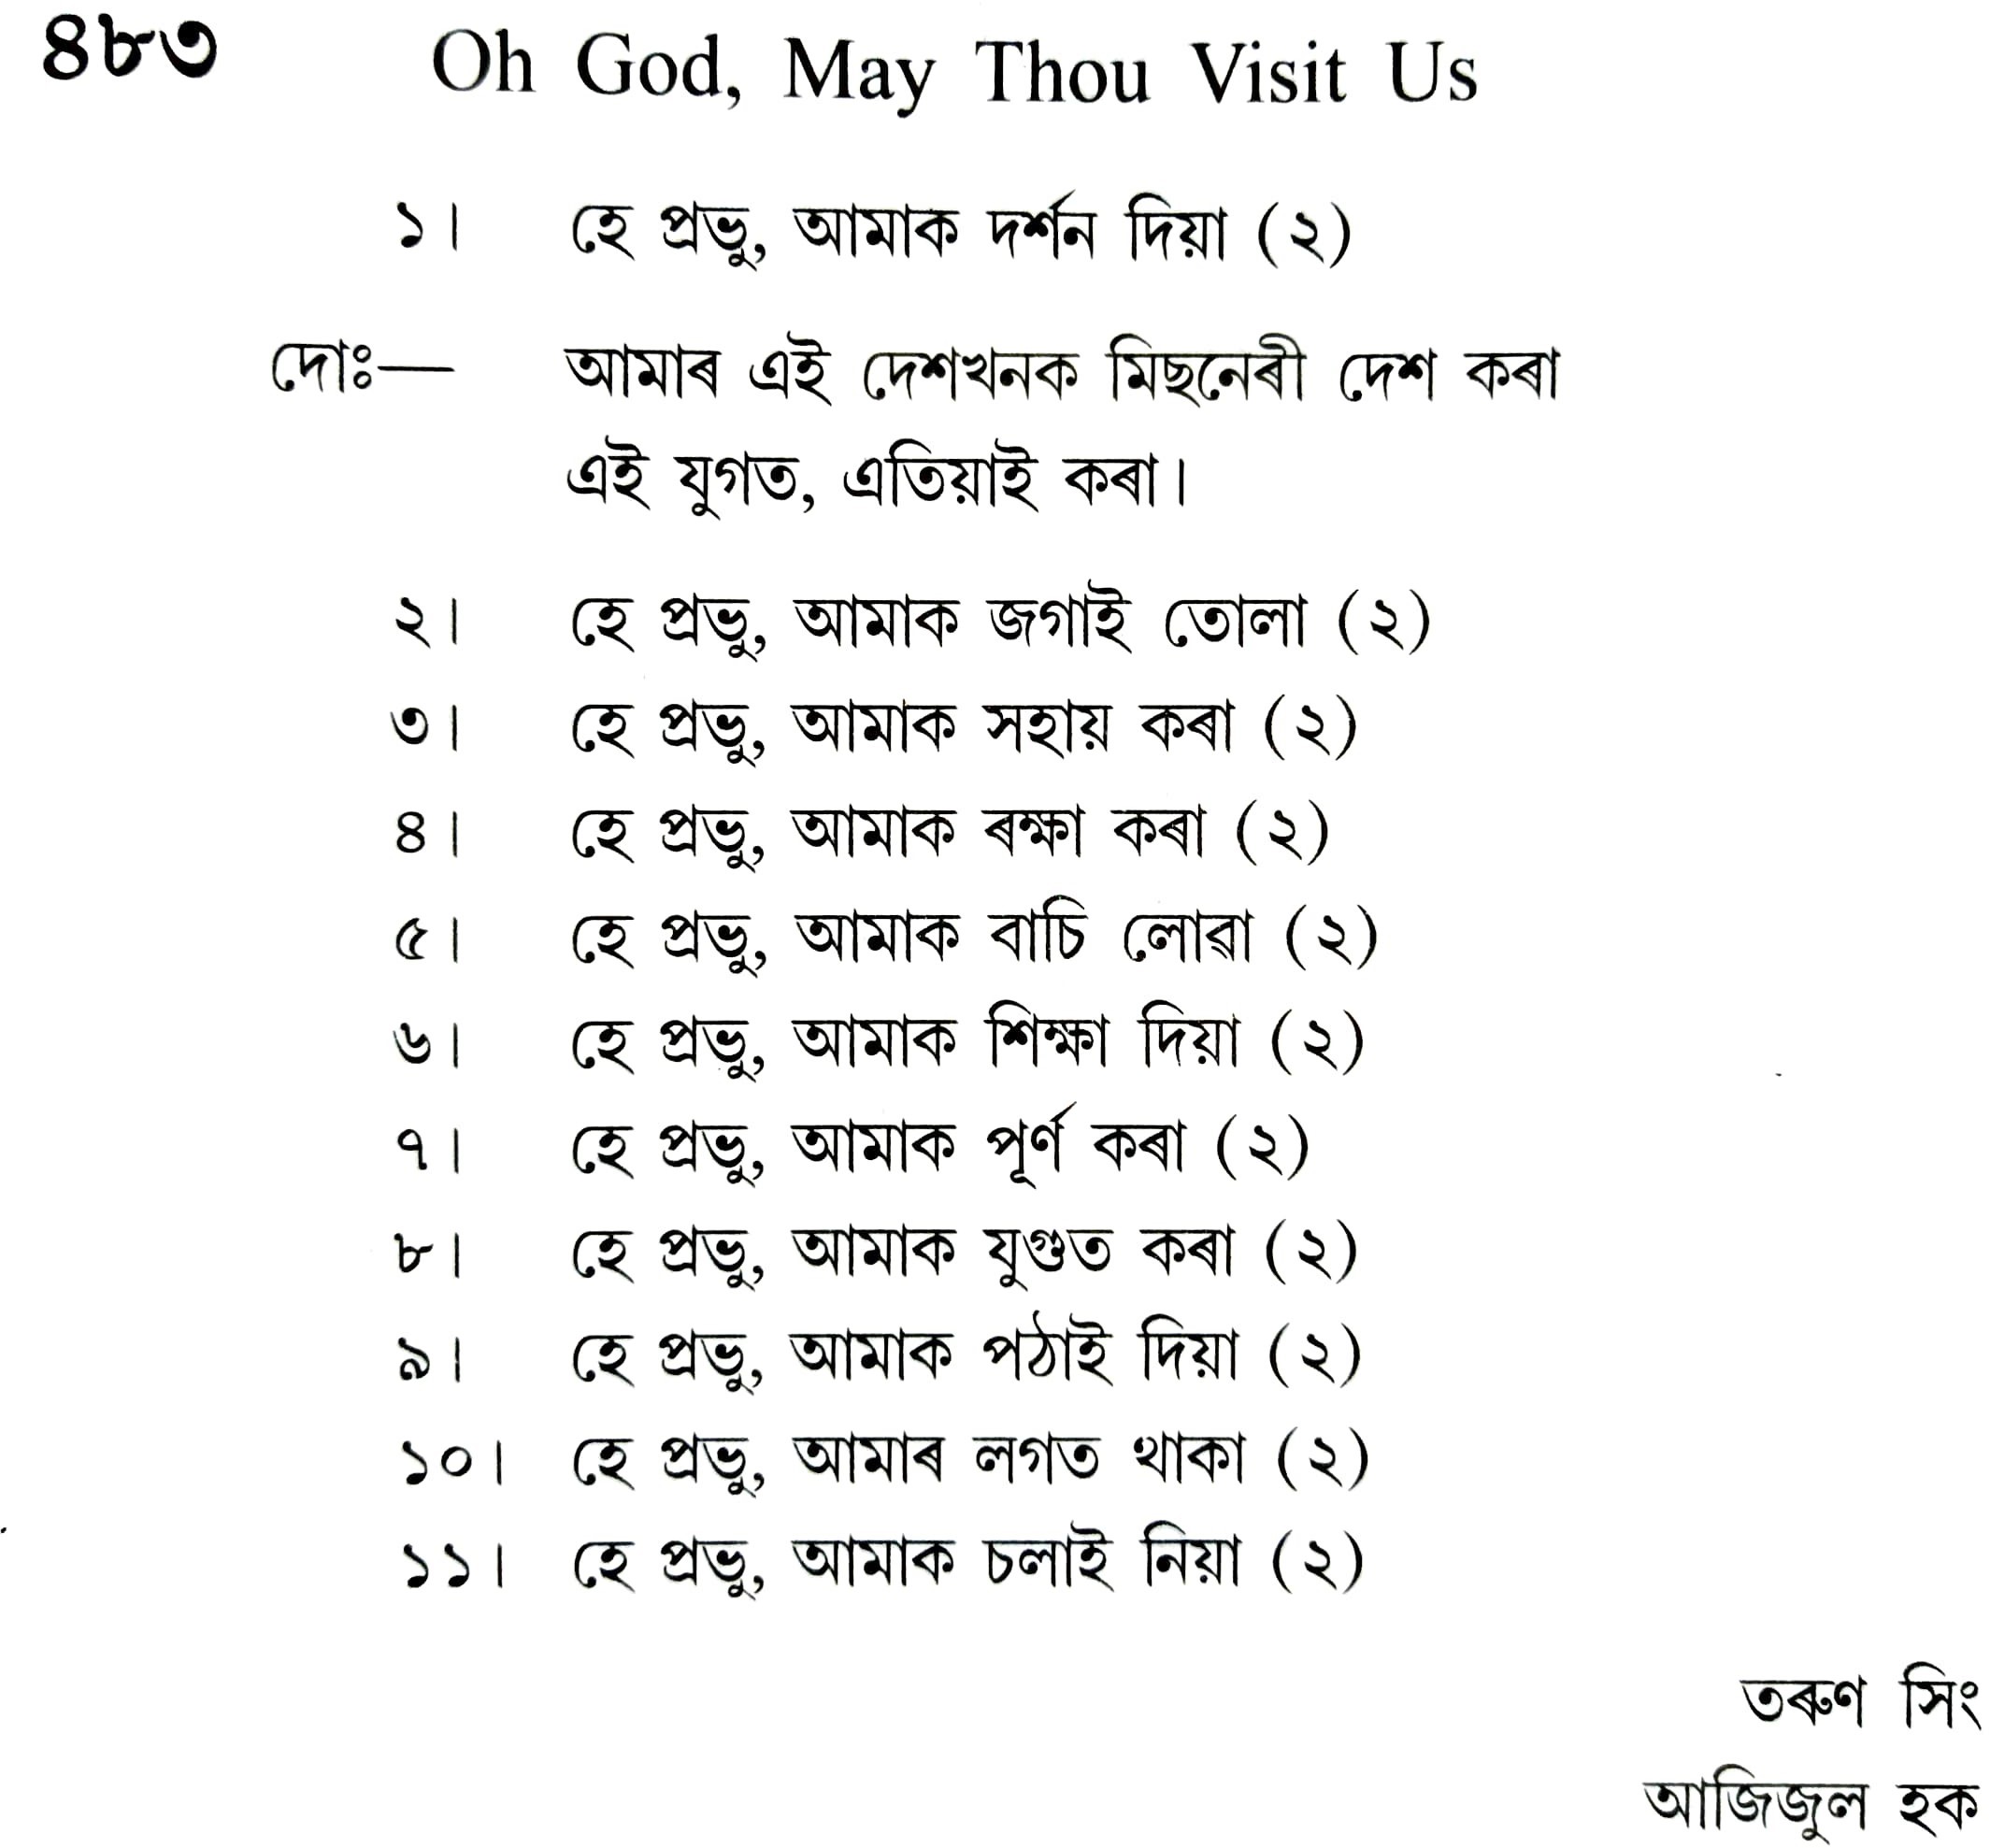 ৪৮৩ Oh God, May Thou Visit Us
১। হে প্ৰভু, আমাক দৰ্শন দিয়া (২)
দোঃ— আমাৰ এই দেশখনক মিছনেৰী দেশ কৰা
এই যুগত, এতিয়াই কৰা।
২। হে প্ৰভু, আমাক জগাই তোলা (২)
৩। হে প্ৰভু, আমাক সহায় কৰা (২)
৪। হে প্ৰভু, আমাক ৰক্ষা কৰা (২)
৫। হে প্ৰভু, আমাক বাচি লোৱা (২)
৬। হে প্ৰভু, আমাক শিক্ষা দিয়া (২)
৭। হে প্ৰভু, আমাক পূৰ্ণ কৰা (২)
৮। হে প্ৰভু, আমাক যুগুত কৰা (২)
৯। হে প্ৰভু, আমাক পঠাই দিয়া (২)
১০। হে প্ৰভু, আমাৰ লগত থাকা (২)
১১। হে প্ৰভু, আমাক চলাই নিয়া (২)
তৰুণ সিং
আজিজুল হক